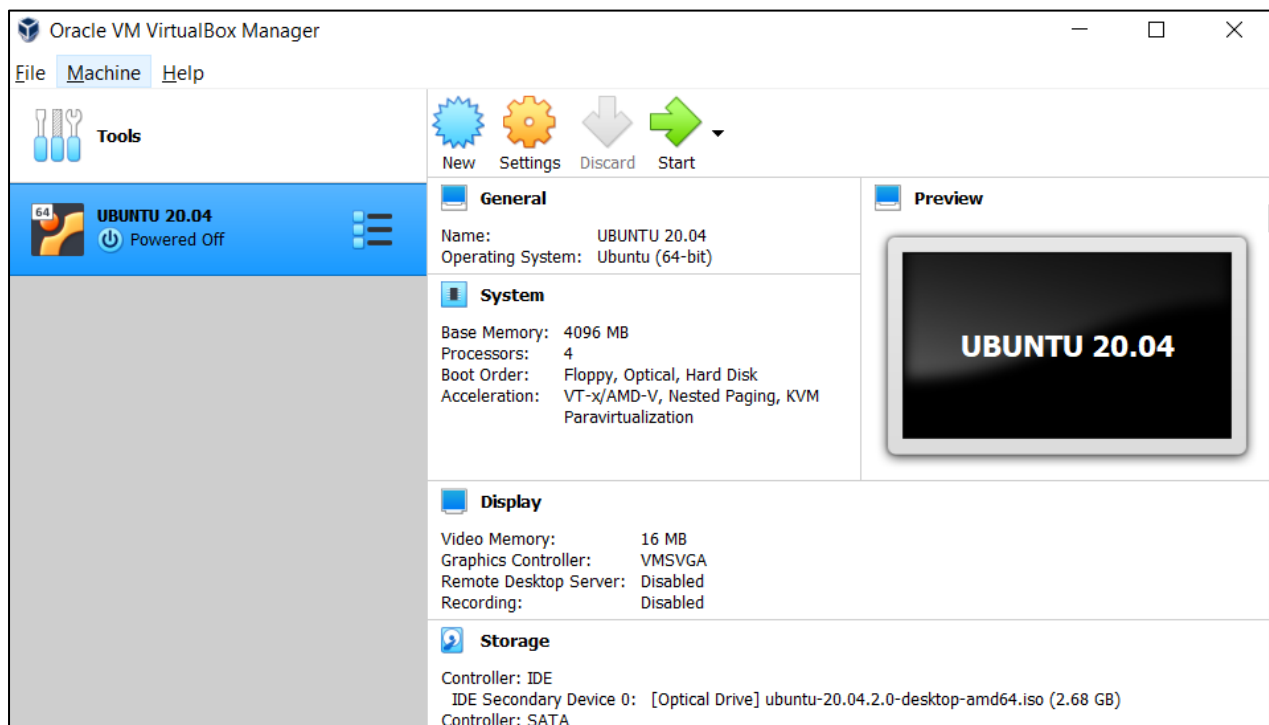 Oracle VM VirtualBox Manager
File Machine Help
Tools
New Settings Discard Start
64
UBUNTU 20.04
Powered Off
General
Name: UBUNTU 20.04
Operating System: Ubuntu (64-bit)
Preview
UBUNTU 20.04
System
Base Memory: 4096 MB
Processors: 4
Boot Order: Floppy, Optical, Hard Disk
Acceleration: VT-x/AMD-V, Nested Paging, KVM
Paravirtualization
Display
Video Memory: 16 MB
Graphics Controller: VMSVGA
Remote Desktop Server: Disabled
Recording: Disabled
Storage
Controller: IDE
IDE Secondary Device 0: [Optical Drive] ubuntu-20.04.2.0-desktop-amd64.iso (2.68 GB)
Controller: SATA